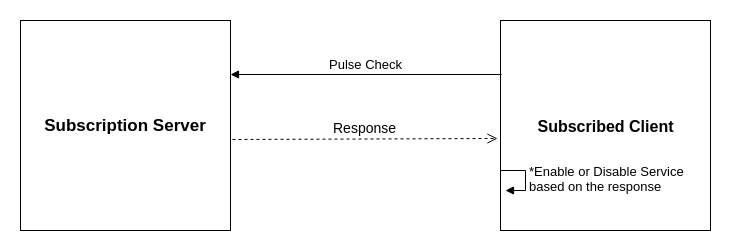 Pulse Check
Subscription Server
Response
Subscribed Client
*Enable or Disable Service
based on the response